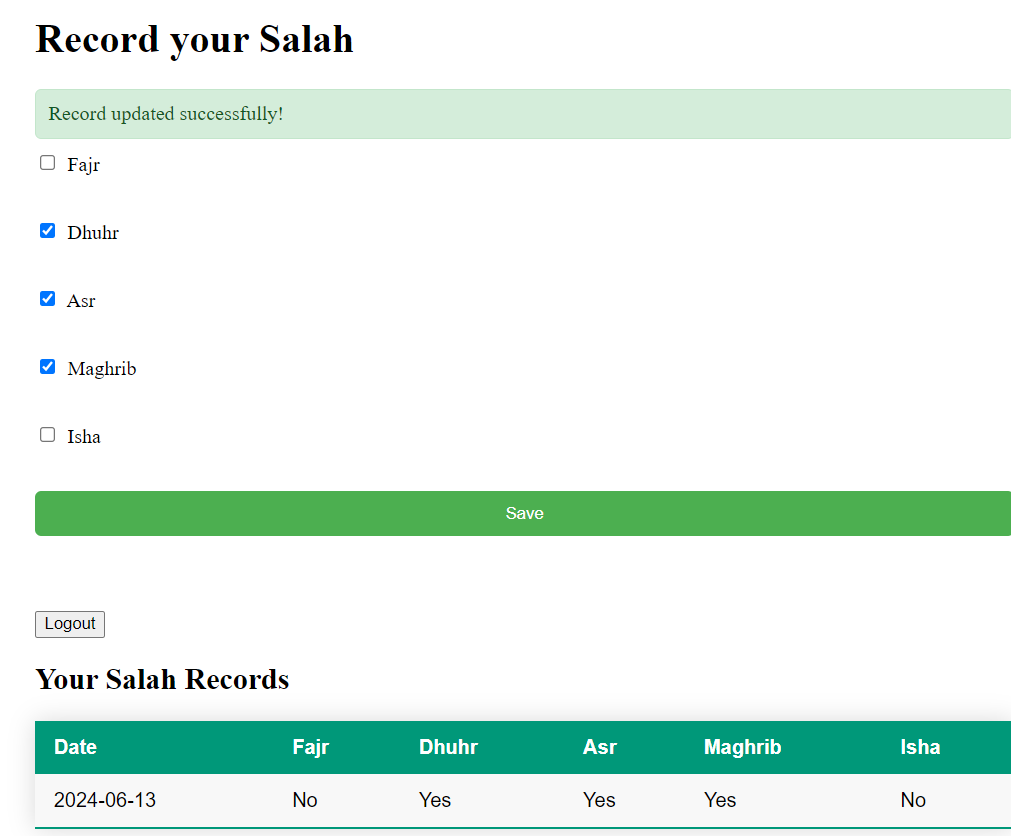 Record your Salah
Record updated successfully!
Fajr
Dhuhr
Asr
Maghrib
Isha
Save
Logout
Your Salah Records
Date Fajr Dhuhr Asr Maghrib Isha
2024-06-13 No Yes Yes Yes No